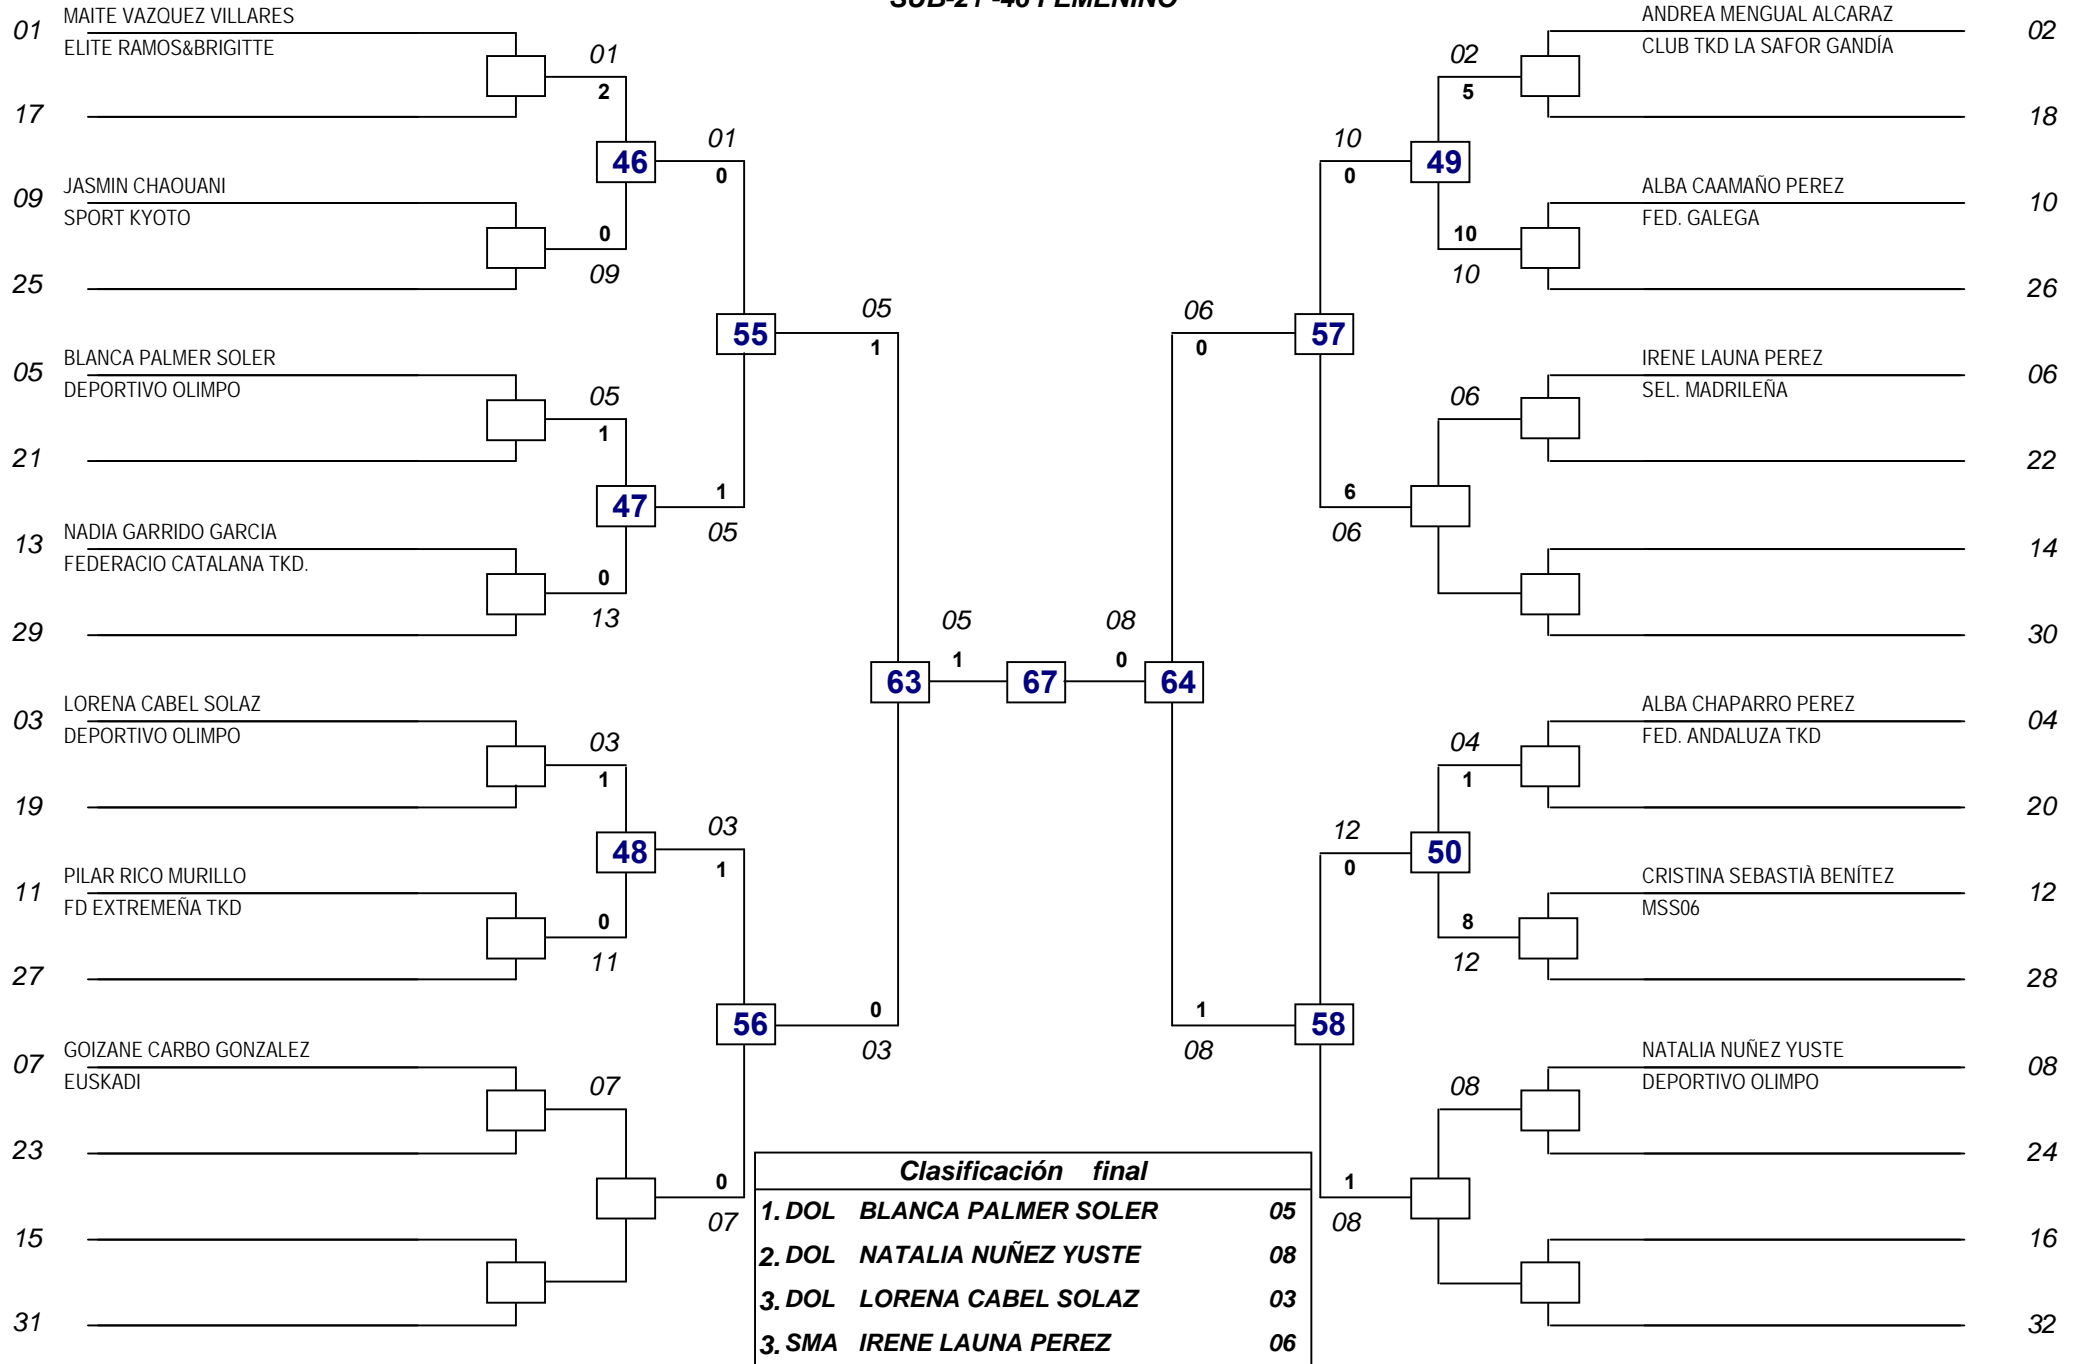 SUB-21 -46 FEMENINO
01
MAITE VAZQUEZ VILLARES
ELITE RAMOS&BRIGITTE
01
2
17
46
01
0
09
JASMIN CHAOUANI
SPORT KYOTO
0
09
25
55
05
1
05
BLANCA PALMER SOLER
DEPORTIVO OLIMPO
05
1
21
47
1
05
13
NADIA GARRIDO GARCIA
FEDERACIO CATALANA TKD.
0
13
29
63
05
1
67
08
0
64
03
LORENA CABEL SOLAZ
DEPORTIVO OLIMPO
03
1
19
48
03
1
11
PILAR RICO MURILLO
FD EXTREMEÑA TKD
0
11
27
56
0
03
07
GOIZANE CARBO GONZALEZ
EUSKADI
07
23
0
07
15
31
ANDREA MENGUAL ALCARAZ
CLUB TKD LA SAFOR GANDÍA
02
02
5
18
10
0
49
ALBA CAAMAÑO PEREZ
FED. GALEGA
10
10
10
26
06
0
57
IRENE LAUNA PEREZ
SEL. MADRILEÑA
06
06
22
6
06
14
30
ALBA CHAPARRO PEREZ
FED. ANDALUZA TKD
04
04
1
20
12
0
50
CRISTINA SEBASTIÀ BENÍTEZ
MSS06
12
8
12
28
1
08
58
NATALIA NUÑEZ YUSTE
DEPORTIVO OLIMPO
08
08
24
1
08
16
32
Clasificación final
1. DOL BLANCA PALMER SOLER 05
2. DOL NATALIA NUÑEZ YUSTE 08
3. DOL LORENA CABEL SOLAZ 03
3. SMA IRENE LAUNA PEREZ 06